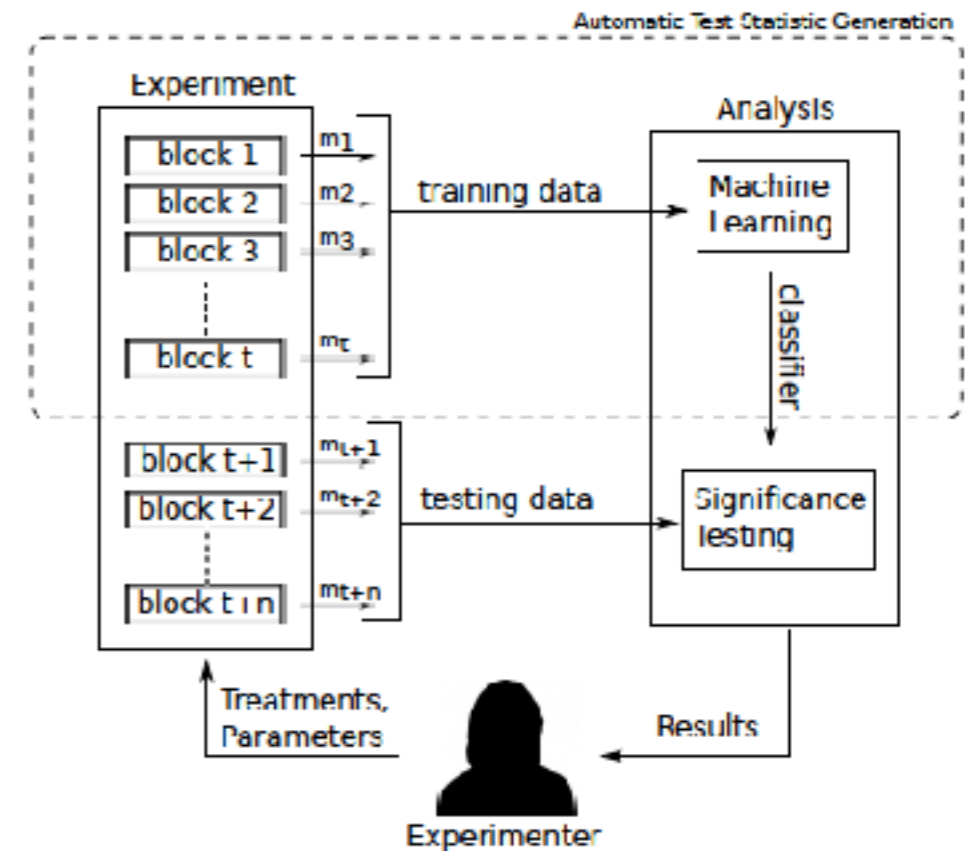 Automatic Test Statistic Generation
Experiment
Analysis
block 1
m1
block 2
m2
block 3
m3
block t
mt
training data
Machine
Learning
classifier
block t+1
mt+1
block t+2
mt+2
block t+n
mt+n
testing data
Significance
Testing
Treatments,
Parameters
Results
Experimenter